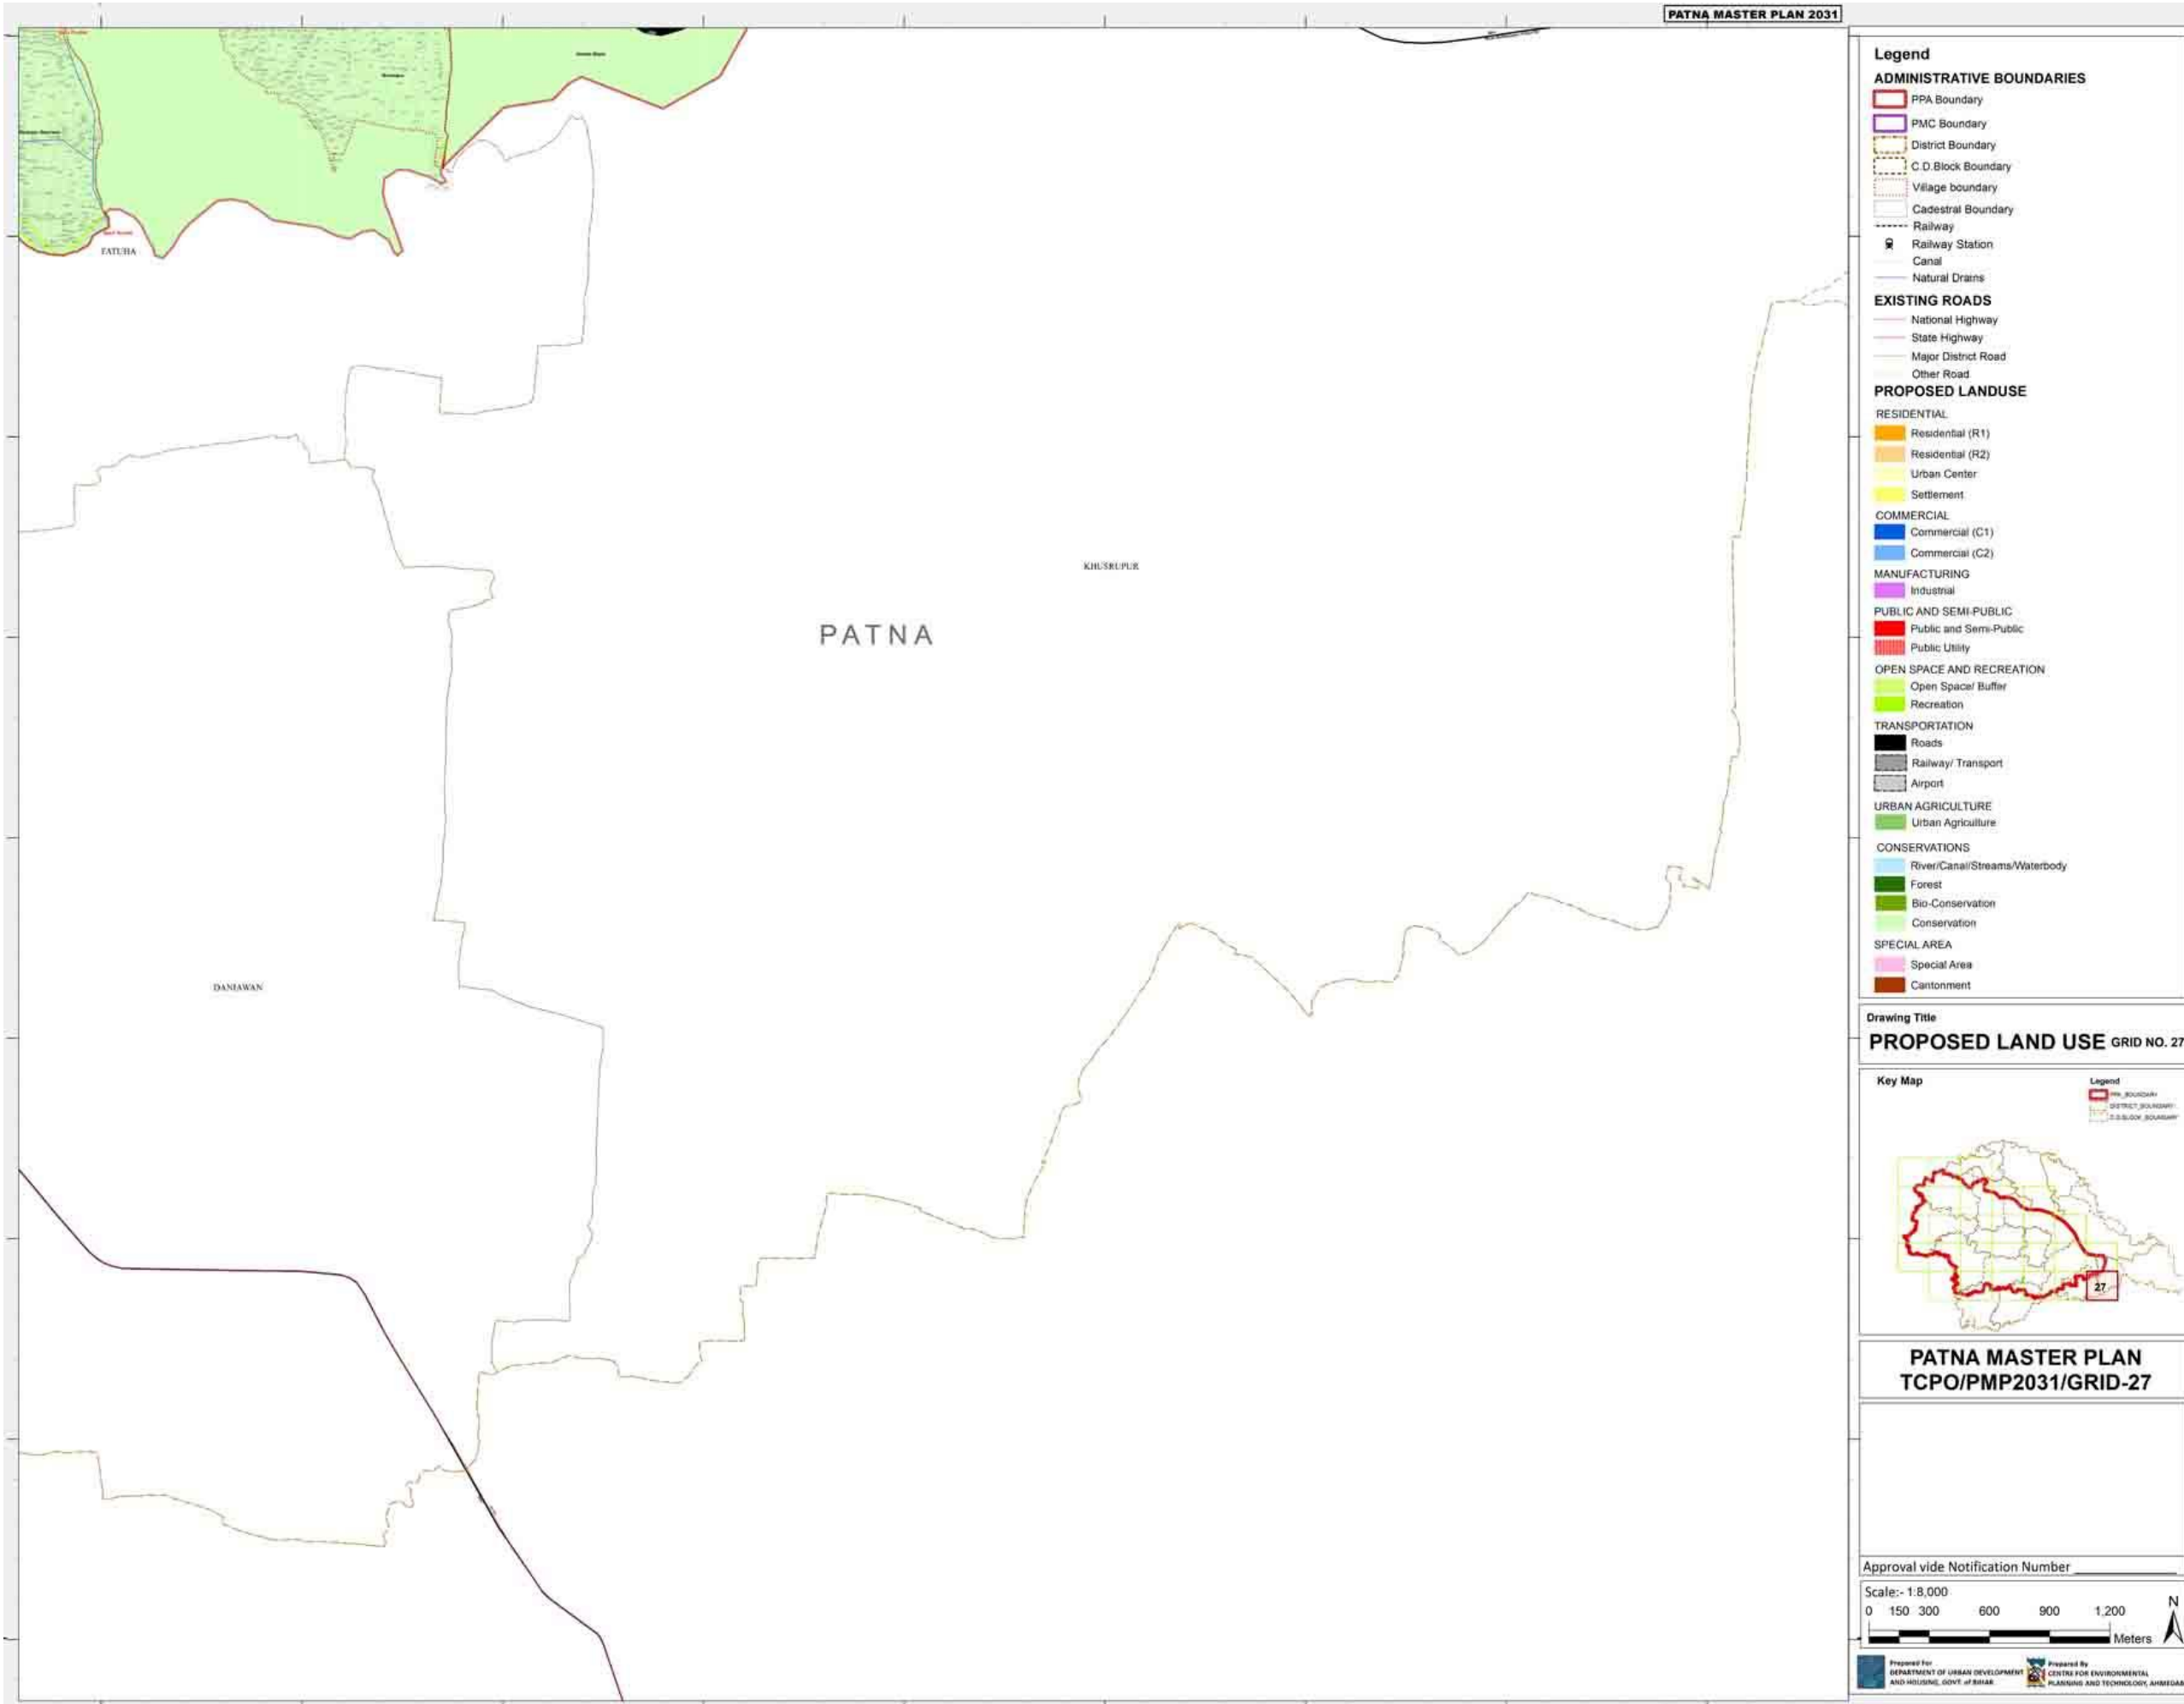 PATNA MASTER PLAN 2031
FATUHA
KHUSRUPUR
PATNA
DANIAWAN
Legend
ADMINISTRATIVE BOUNDARIES
PPA Boundary
PMC Boundary
District Boundary
C.D.Block Boundary
Village boundary
Cadestral Boundary
Railway
Railway Station
Canal
Natural Drains
EXISTING ROADS
National Highway
State Highway
Major District Road
Other Road
PROPOSED LANDUSE
RESIDENTIAL
Residential (R1)
Residential (R2)
Urban Center
Settlement
COMMERCIAL
Commercial (C1)
Commercial (C2)
MANUFACTURING
Industrial
PUBLIC AND SEMI-PUBLIC
Public and Semi-Public
Public Utility
OPEN SPACE AND RECREATION
Open Space/ Buffer
Recreation
TRANSPORTATION
Roads
Railway/ Transport
Airport
URBAN AGRICULTURE
Urban Agriculture
CONSERVATIONS
River/Canal/Streams/Waterbody
Forest
Bio-Conservation
Conservation
SPECIAL AREA
Special Area
Cantonment
Drawing Title
PROPOSED LAND USE GRID NO. 27
Key Map
Legend
PPA_BOUNDARY
DISTRICT_BOUNDARY
C.D.BLOCK_BOUNDARY
27
PATNA MASTER PLAN
TCPO/PMP2031/GRID-27
Approval vide Notification Number
Scale:- 1:8,000
0 150 300 600 900 1,200
Meters
N
Prepared For
DEPARTMENT OF URBAN DEVELOPMENT
AND HOUSING, GOVT. of BIHAR
Prepared By
CENTRE FOR ENVIRONMENTAL
PLANNING AND TECHNOLOGY, AHMEDABAD